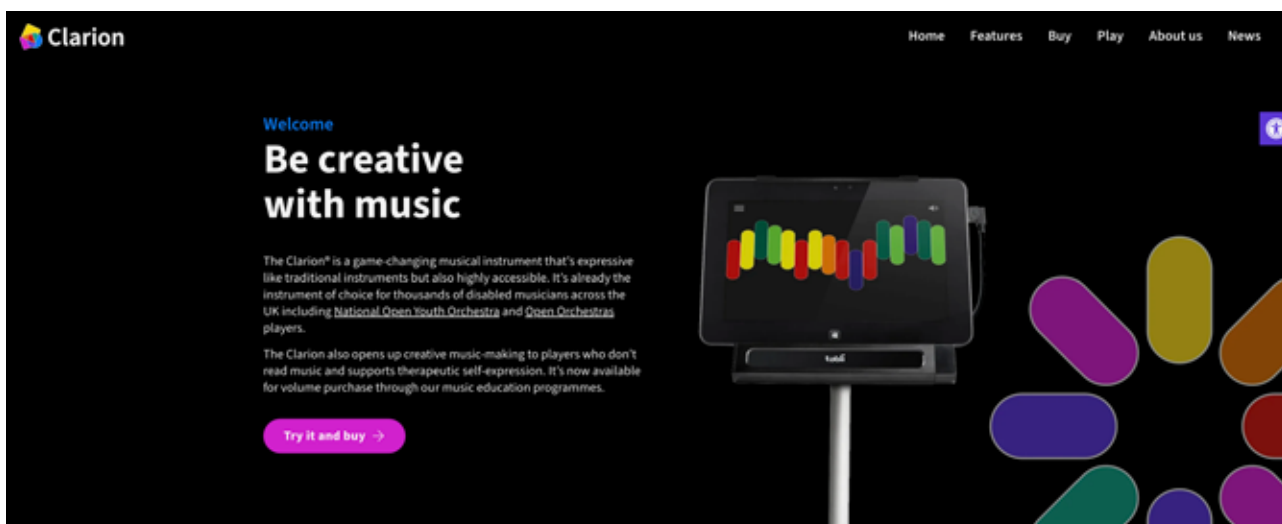 Clarion
Home Features Buy Play About us News
Welcome
Be creative
with music
The Clarion® is a game-changing musical instrument that's expressive
like traditional instruments but also highly accessible. It's already the
instrument of choice for thousands of disabled musicians across the
UK including National Open Youth Orchestra and Open Orchestras
players.
The Clarion also opens up creative music-making to players who don't
read music and supports therapeutic self-expression. It's now available
for volume purchase through our music education programmes.
Try it and buy →